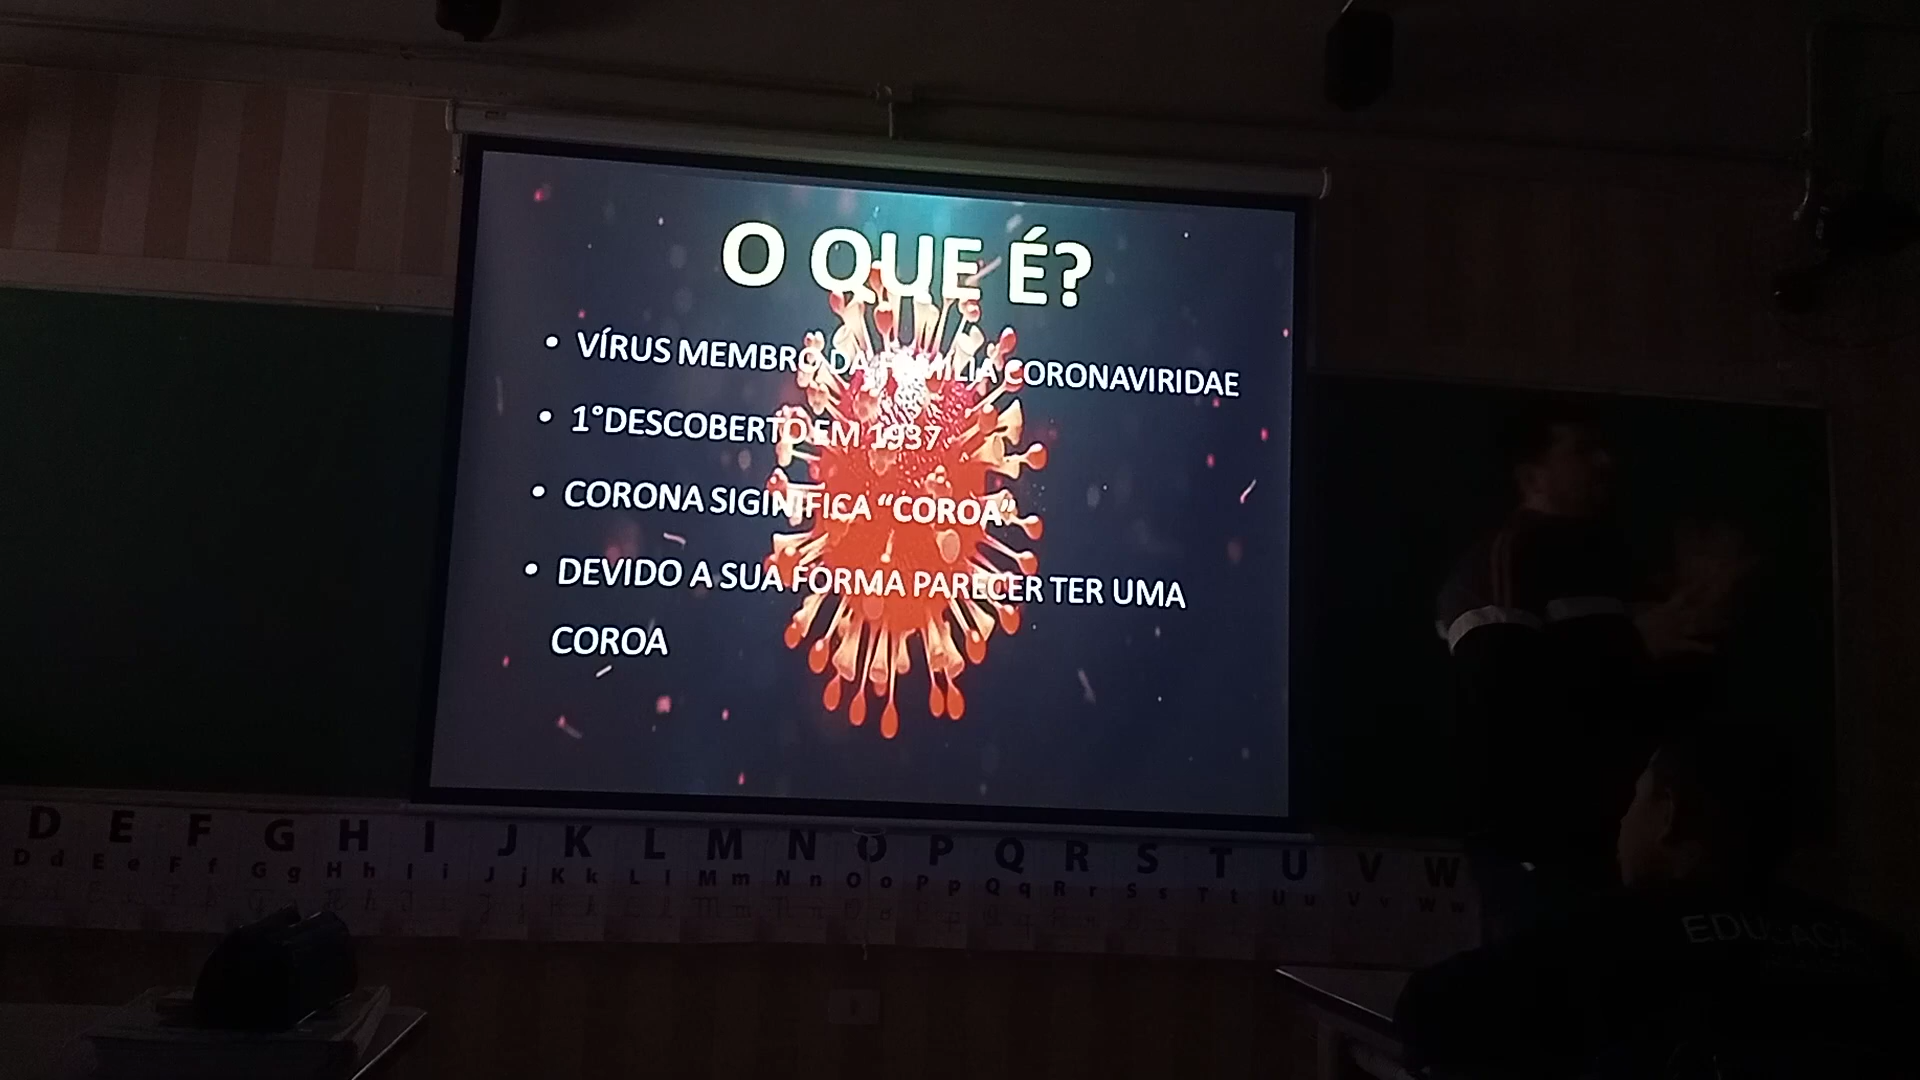 O QUE É?
• VÍRUS MEMBRO DA FAMILIA CORONAVIRIDAE
• 1°DESCOBERTO EM 1937
• CORONA SIGINIFICA “COROA”
• DEVIDO A SUA FORMA PARECER TER UMA
COROA
D E F G H I J K L M N O P Q R S T U V W
D d E e F f G g H h I i J j K k L l M m N n O o P p Q q R r S s T t U u V v W w